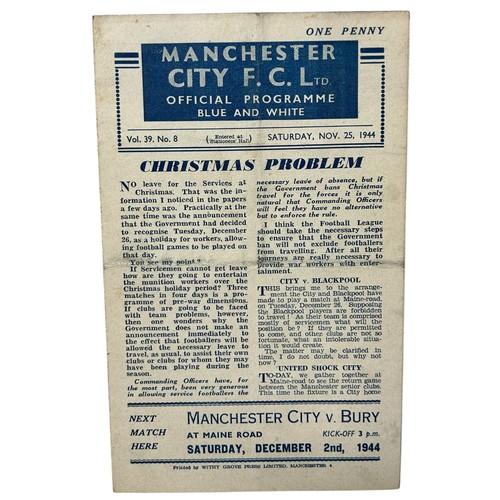 ONE PENNY
MANCHESTER
CITY F.C. LTD.
OFFICIAL PROGRAMME
BLUE AND WHITE
Vol. 39. No. 8 (Entered at Stationers' Hall) SATURDAY, NOV. 25, 1944
CHRISTMAS PROBLEM
NO leave for the Services at
Christmas. That was the in-
formation I noticed in the papers
a few days ago. Practically at the
same time was the announcement
that the Government had decided
to recognise Tuesday, December
26, as a holiday for workers, allow-
ing football games to be played on
that day.
You see my point?
If Servicemen cannot get leave
how are they going to entertain
the munition workers over the
Christmas holiday period? Three
matches in four days is a pro-
gramme of pre-war dimensions.
If clubs are going to be faced
with team problems, however,
then one wonders why the
Government does not make an
announcement immediately to
the effect that footballers will be
allowed the necessary leave to
travel, as usual, to assist their own
clubs or clubs for whom they may
have been playing during the
season.
Commanding Officers have, for
the most part, been very generous
in allowing service footballers the
necessary leave of absence, but if
the Government bans Christmas
travel for the forces it is only
natural that Commanding Officers
will feel they have no alternative
but to enforce the rule.
I think the Football League
should take the necessary steps
to ensure that the Government
ban will not exclude footballers
from travelling. After all their
journeys are really necessary to
provide war workers with enter-
tainment.
CITY v. BLACKPOOL
THIS brings me to the arrange-
ment the City and Blackpool have
made to play a match at Maine-road
on Tuesday, December 26. Supposing
the Blackpool players are forbidden
to travel? As their team is comprised
mostly of servicemen what will the
position be? If they are permitted
to come, and other clubs are not so
fortunate, what an intolerable situa-
tion it would create.
The matter may be clarified in
time, I do not doubt, but why not
now?
UNITED SHOCK CITY
TO-DAY, we gather together at
Maine-road to see the return game
between the Manchester senior clubs.
This time the fixture is a City home
NEXT
MATCH
HERE
MANCHESTER CITY v. BURY
AT MAINE ROAD KICK-OFF 3 p.m.
SATURDAY, DECEMBER 2nd, 1944
Printed by WITHY GROVE PRESS LIMITED, MANCHESTER 4.